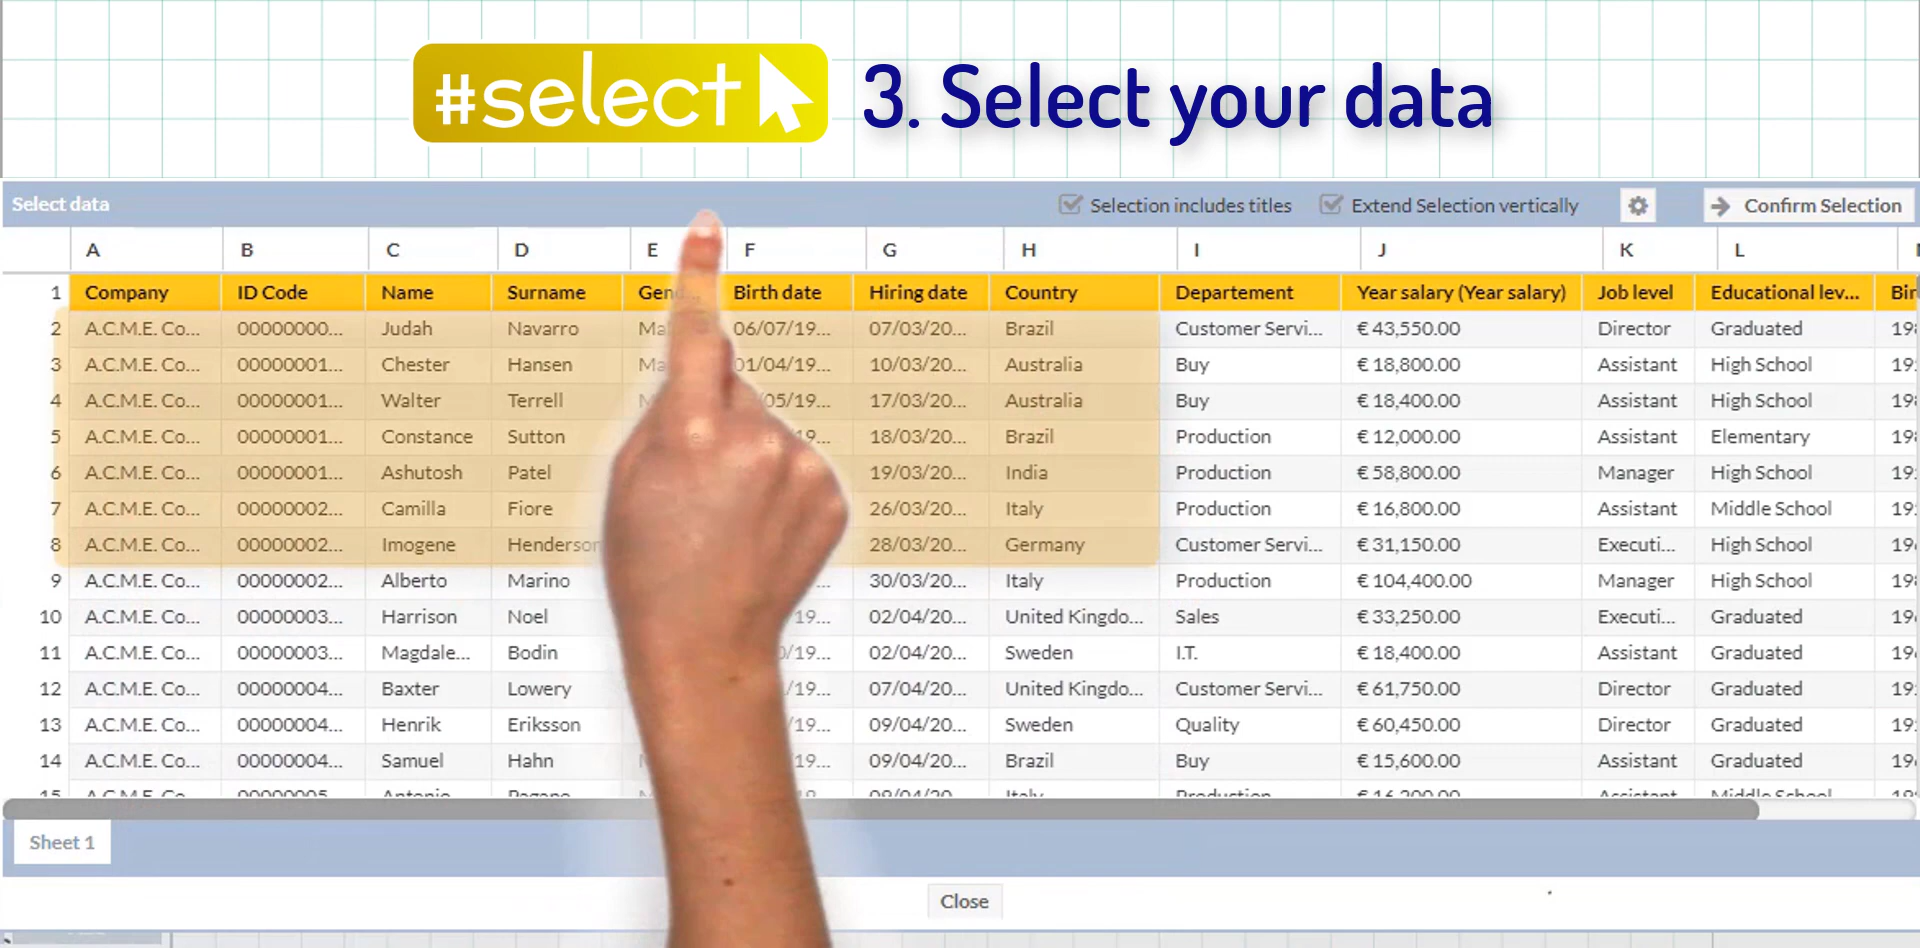 #select 3. Select your data
Select data Selection includes titles Extend Selection vertically Confirm Selection
A B C D E F G H I J K L
1 Company ID Code Name Surname Gend... Birth date Hiring date Country Departement Year salary (Year salary) Job level Educational lev... Bir
2 A.C.M.E. Co... 00000000... Judah Navarro 06/07/19... 07/03/20... Brazil Customer Servi... € 43,550.00 Director Graduated
3 A.C.M.E. Co... 00000001... Chester Hansen 01/04/19... 10/03/20... Australia Buy € 18,800.00 Assistant High School
4 A.C.M.E. Co... 00000001... Walter Terrell /05/19... 17/03/20... Australia Buy € 18,400.00 Assistant High School
5 A.C.M.E. Co... 00000001... Constance Sutton 18/03/20... Brazil Production € 12,000.00 Assistant Elementary
6 A.C.M.E. Co... 00000001... Ashutosh Patel 19/03/20... India Production € 58,800.00 Manager High School
7 A.C.M.E. Co... 00000002... Camilla Fiore 26/03/20... Italy Production € 16,800.00 Assistant Middle School
8 A.C.M.E. Co... 00000002... Imogene Henderson 28/03/20... Germany Customer Servi... € 31,150.00 Executi... High School
9 A.C.M.E. Co... 00000002... Alberto Marino 30/03/20... Italy Production € 104,400.00 Manager High School
10 A.C.M.E. Co... 00000003... Harrison Noel 02/04/20... United Kingdo... Sales € 33,250.00 Executi... Graduated
11 A.C.M.E. Co... 00000003... Magdale... Bodin 02/04/20... Sweden I.T. € 18,400.00 Assistant Graduated
12 A.C.M.E. Co... 00000004... Baxter Lowery /19... 07/04/20... United Kingdo... Customer Servi... € 61,750.00 Director Graduated
13 A.C.M.E. Co... 00000004... Henrik Eriksson /19... 09/04/20... Sweden Quality € 60,450.00 Director Graduated
14 A.C.M.E. Co... 00000004... Samuel Hahn 09/04/20... Brazil Buy € 15,600.00 Assistant Graduated
Sheet 1
Close